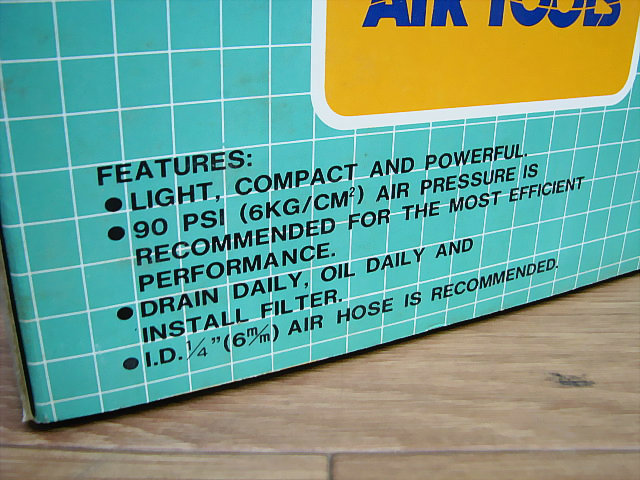 AIR TOOLS
FEATURES:
●LIGHT, COMPACT AND POWERFUL.
●90 PSI (6KG/CM²) AIR PRESSURE IS
RECOMMENDED FOR THE MOST EFFICIENT
PERFORMANCE.
●DRAIN DAILY, OIL DAILY AND
INSTALL FILTER.
●I.D.¼"(6m/m) AIR HOSE IS RECOMMENDED.